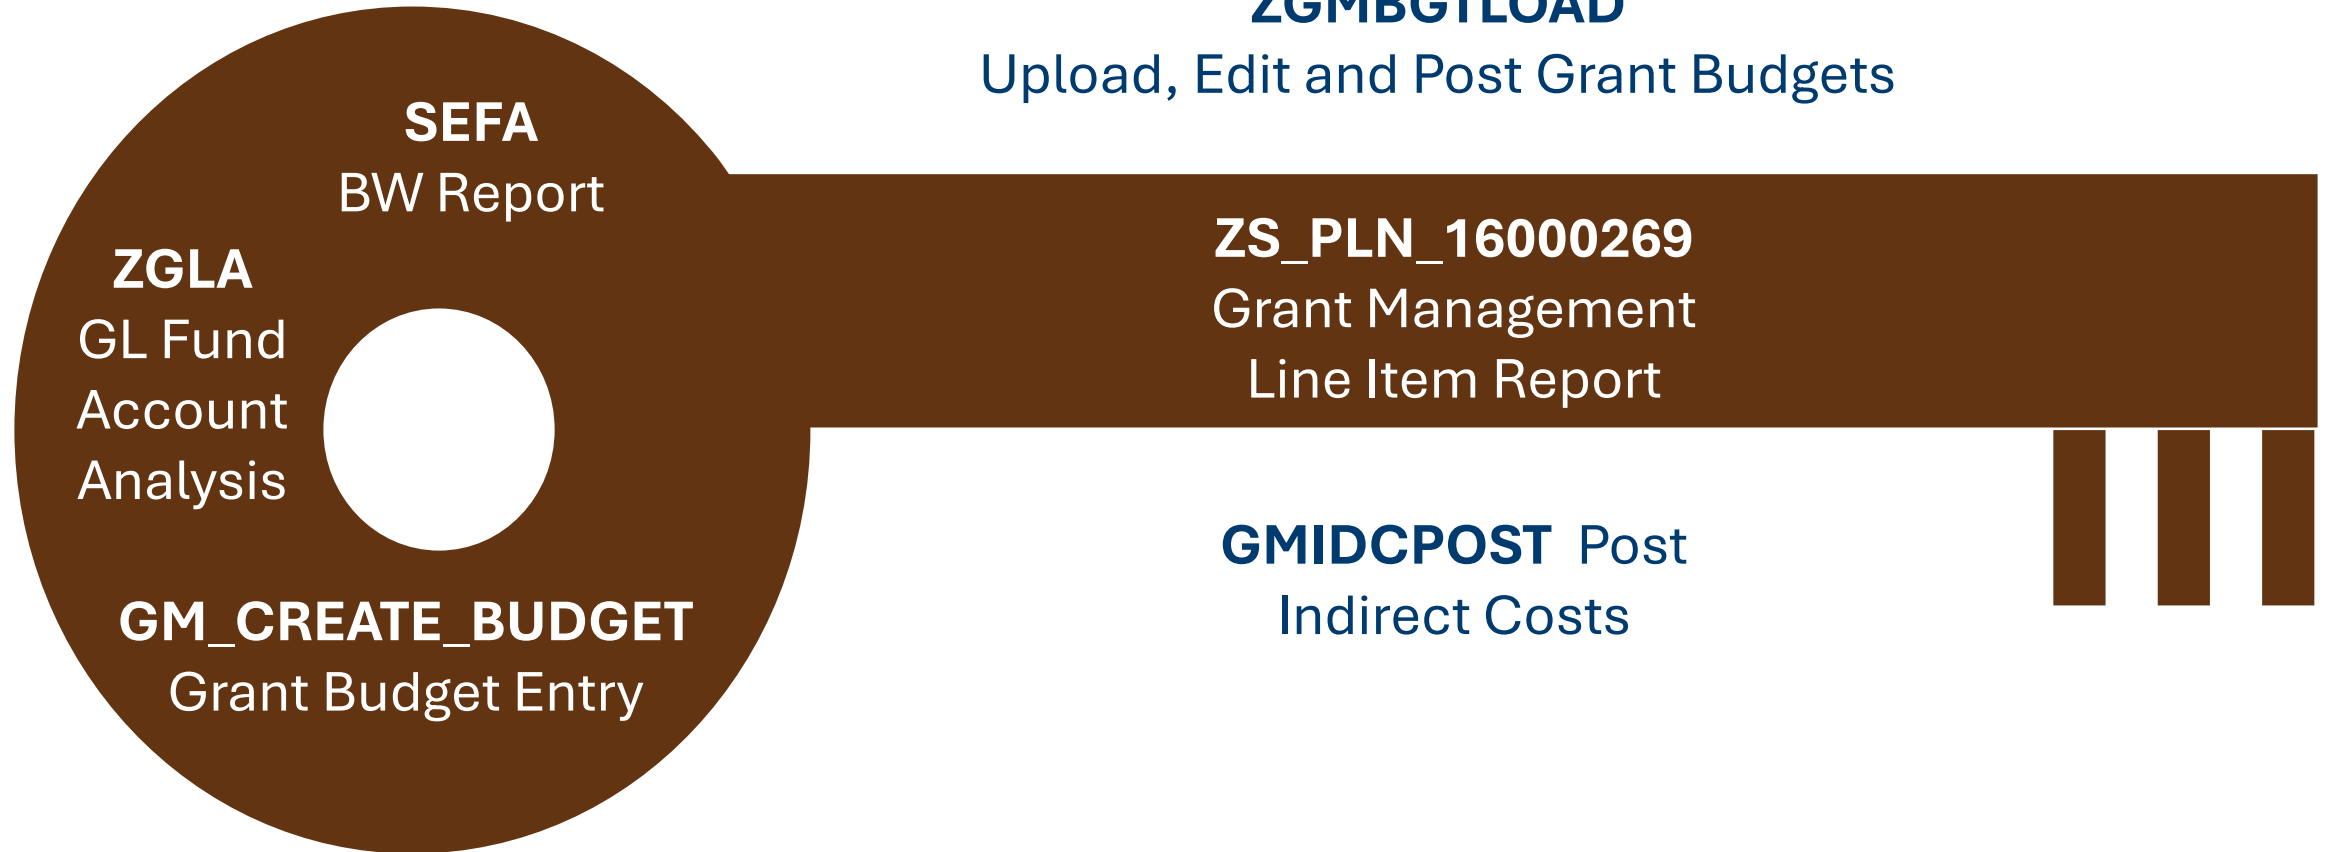 ZGMBGTLOAD
Upload, Edit and Post Grant Budgets
SEFA
BW Report
ZGLA
GL Fund
Account
Analysis
GM_CREATE_BUDGET
Grant Budget Entry
ZS_PLN_16000269
Grant Management
Line Item Report
GMIDCPOST Post
Indirect Costs